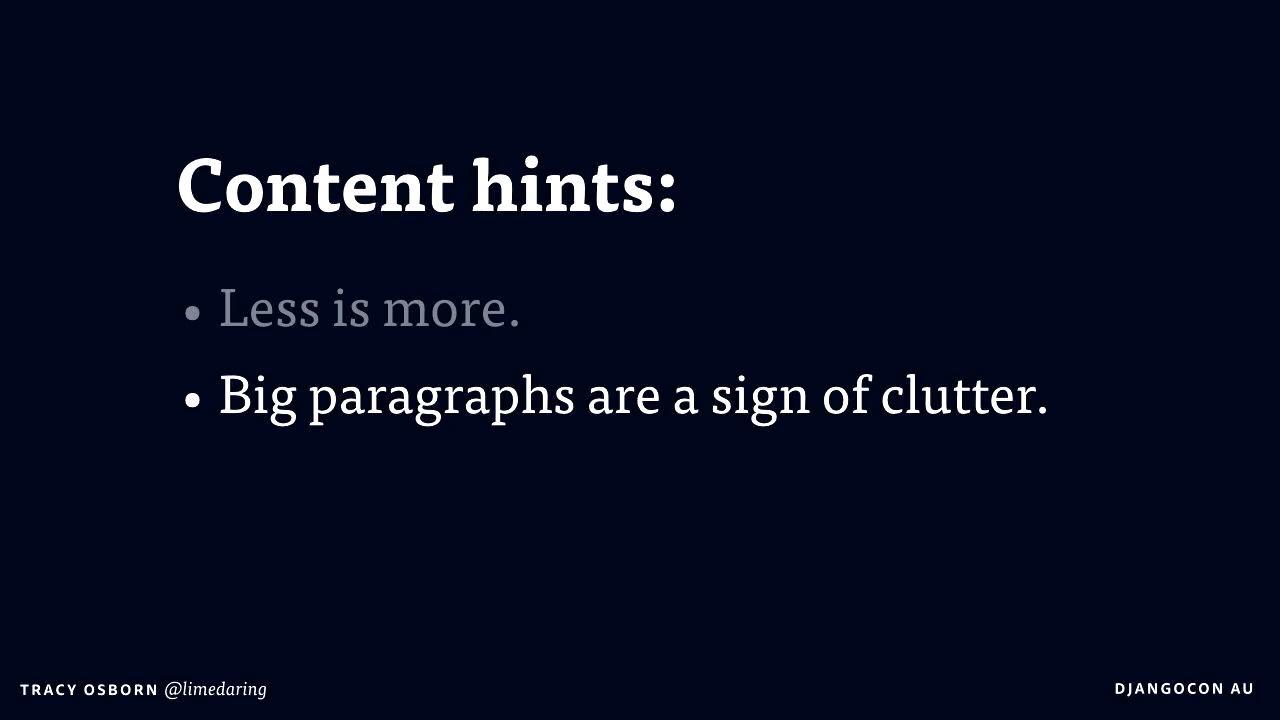 Content hints:
• Less is more.
• Big paragraphs are a sign of clutter.
TRACY OSBORN @limedaring
DJANGOCON AU